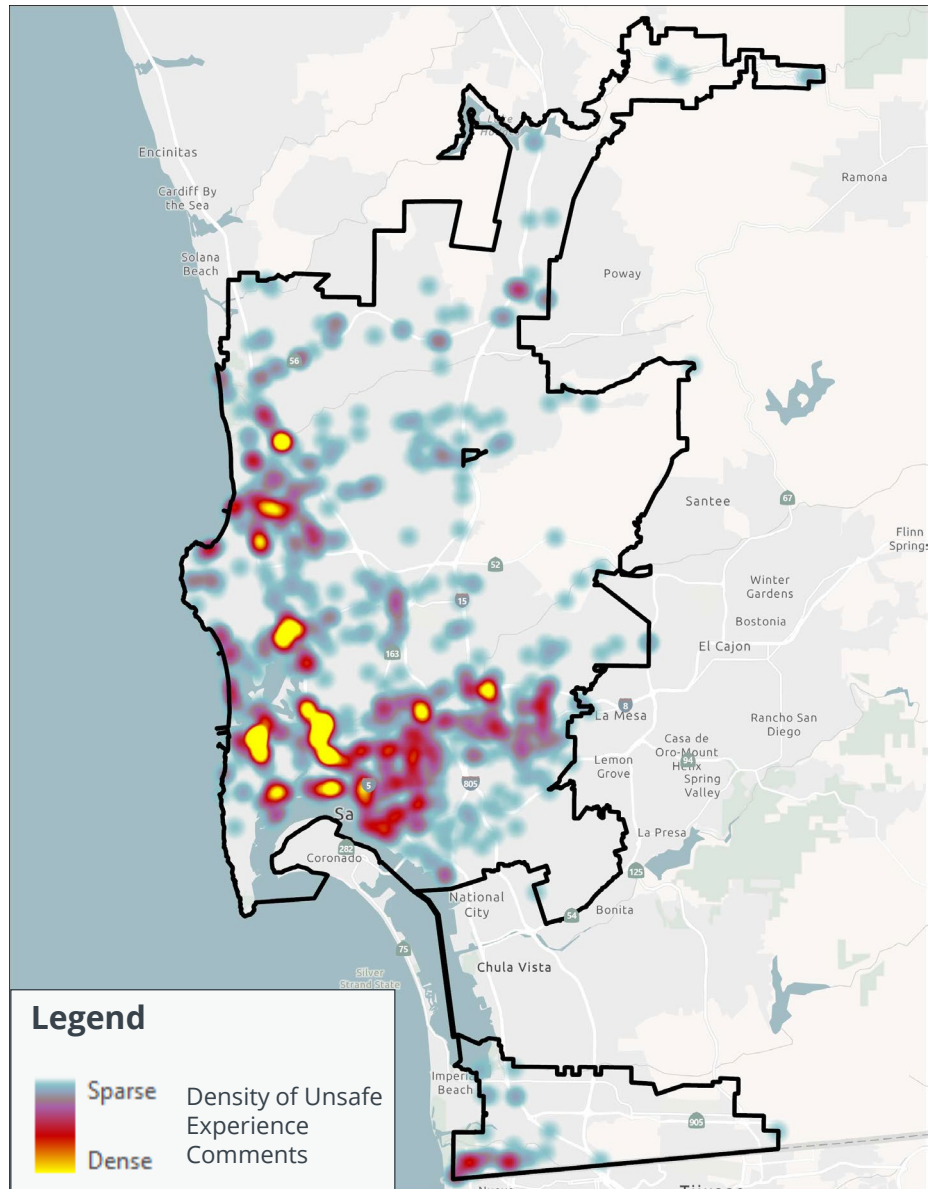 Encinitas
Cardiff By
the Sea
Solana
Beach
Lake
Ramona
Poway
56
Santee
67
Flinn
Springs
52
Winter
Gardens
15
Bostonia
163
El Cajon
8
La Mesa
Rancho San
Diego
Casa de
Oro-Mount
Helix
94
Lemon
Grove
Spring
Valley
5
805
Sa
La Presa
282
Coronado
125
National
City
54
Bonita
75
Chula Vista
Silver
Strand State
Imperial
Beach
905
Legend
Sparse
Dense
Density of Unsafe
Experience
Comments